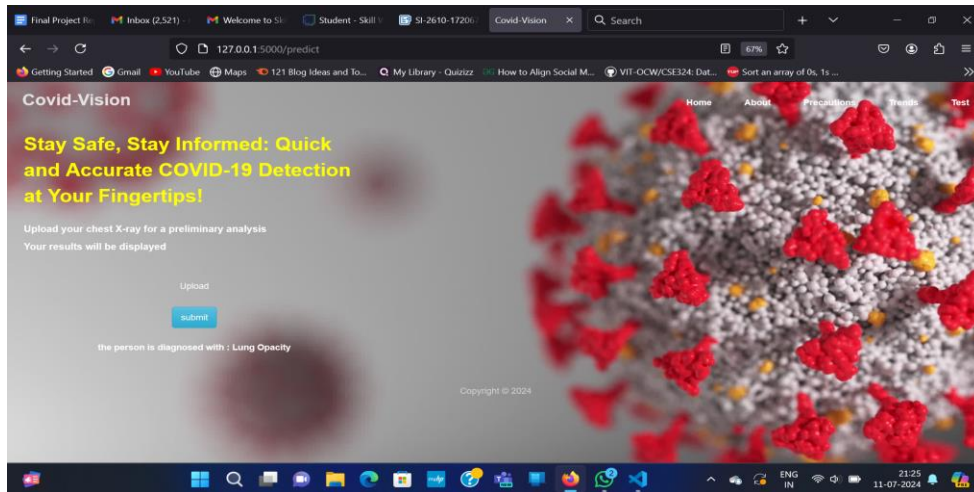 Final Project Re
Inbox (2,521) -
Welcome to Sk
Student - Skill
SI-2610-17206
Covid-Vision
Search
127.0.0.1:5000/predict
67%
Getting Started
Gmail
YouTube
Maps
121 Blog Ideas and To...
My Library - Quizizz
How to Align Social M...
VIT-OCW/CSE324: Dat...
Sort an array of 0s, 1s ...
Covid-Vision
Home About Precautions Trends Test
Stay Safe, Stay Informed: Quick
and Accurate COVID-19 Detection
at Your Fingertips!
Upload your chest X-ray for a preliminary analysis
Your results will be displayed
Upload
submit
the person is diagnosed with : Lung Opacity
Copyright © 2024
ENG
IN
21:25
11-07-2024